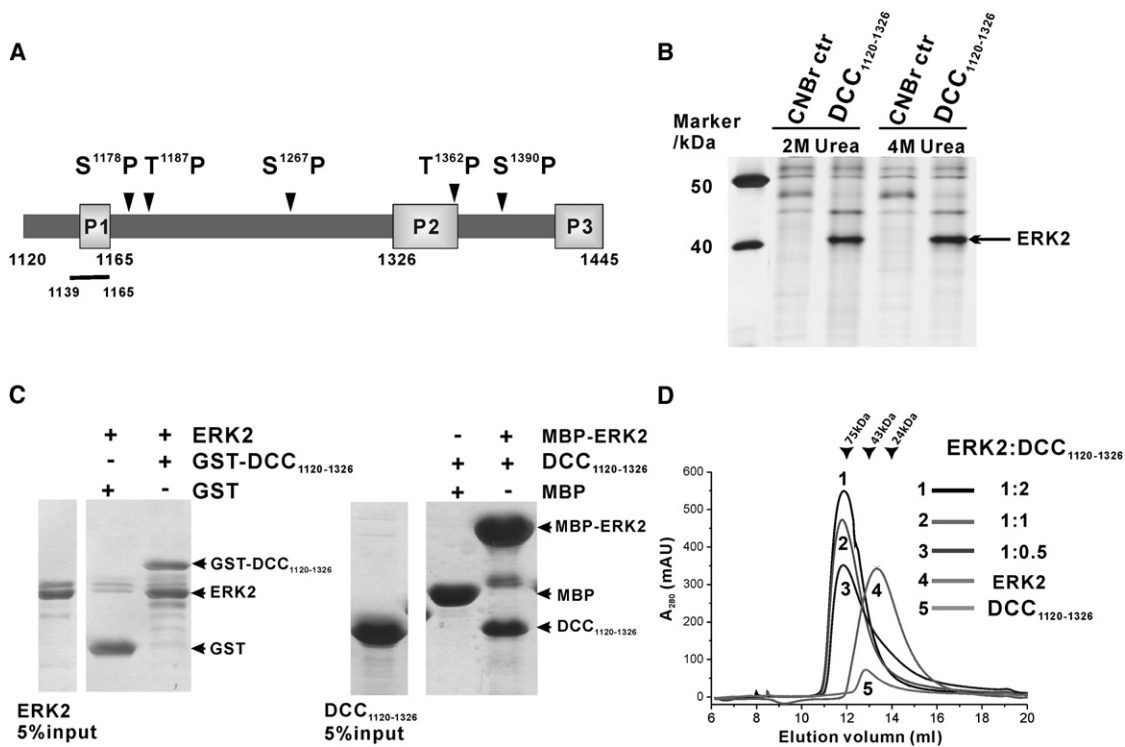 A
S1178P T1187P S1267P T1362P S1390P
P1 P2 P3
1120 1165 1326 1445
1139 1165
B
CNBr ctr
DCC1120-1326
CNBr ctr
DCC1120-1326
Marker
/kDa
2M Urea 4M Urea
50
40
ERK2
C
+ + ERK2
- + GST-DCC1120-1326
+ - GST
GST-DCC1120-1326
ERK2
GST
ERK2
5%input
- + MBP-ERK2
+ + DCC1120-1326
+ - MBP
MBP-ERK2
MBP
DCC1120-1326
DCC1120-1326
5%input
D
75kDa 43kDa 24kDa
ERK2:DCC1120-1326
1 1:2
2 1:1
3 1:0.5
4 ERK2
5 DCC1120-1326
A280 (mAU)
600
500
400
300
200
100
0
1
2
3
4
5
6 8 10 12 14 16 18 20
Elution volumn (ml)